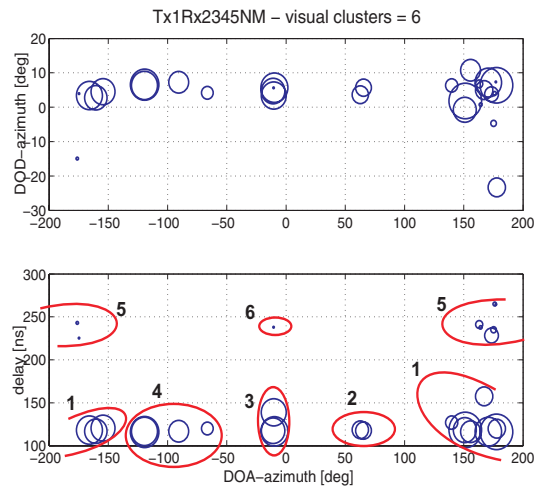 Tx1Rx2345NM – visual clusters = 6
20
10
0
−10
−20
−30
DOD−azimuth [deg]
−200 −150 −100 −50 0 50 100 150 200
300
250
200
150
100
delay [ns]
5 6 5
1 4 3 2 1
−200 −150 −100 −50 0 50 100 150 200
DOA−azimuth [deg]